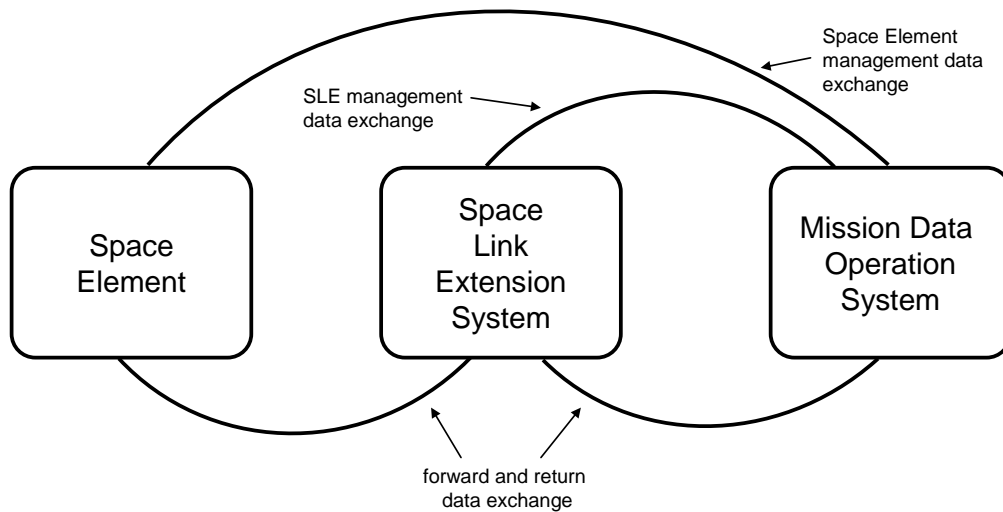 Space Element
management data
exchange
SLE management
data exchange
Space
Element
Space
Link
Extension
System
Mission Data
Operation
System
forward and return
data exchange